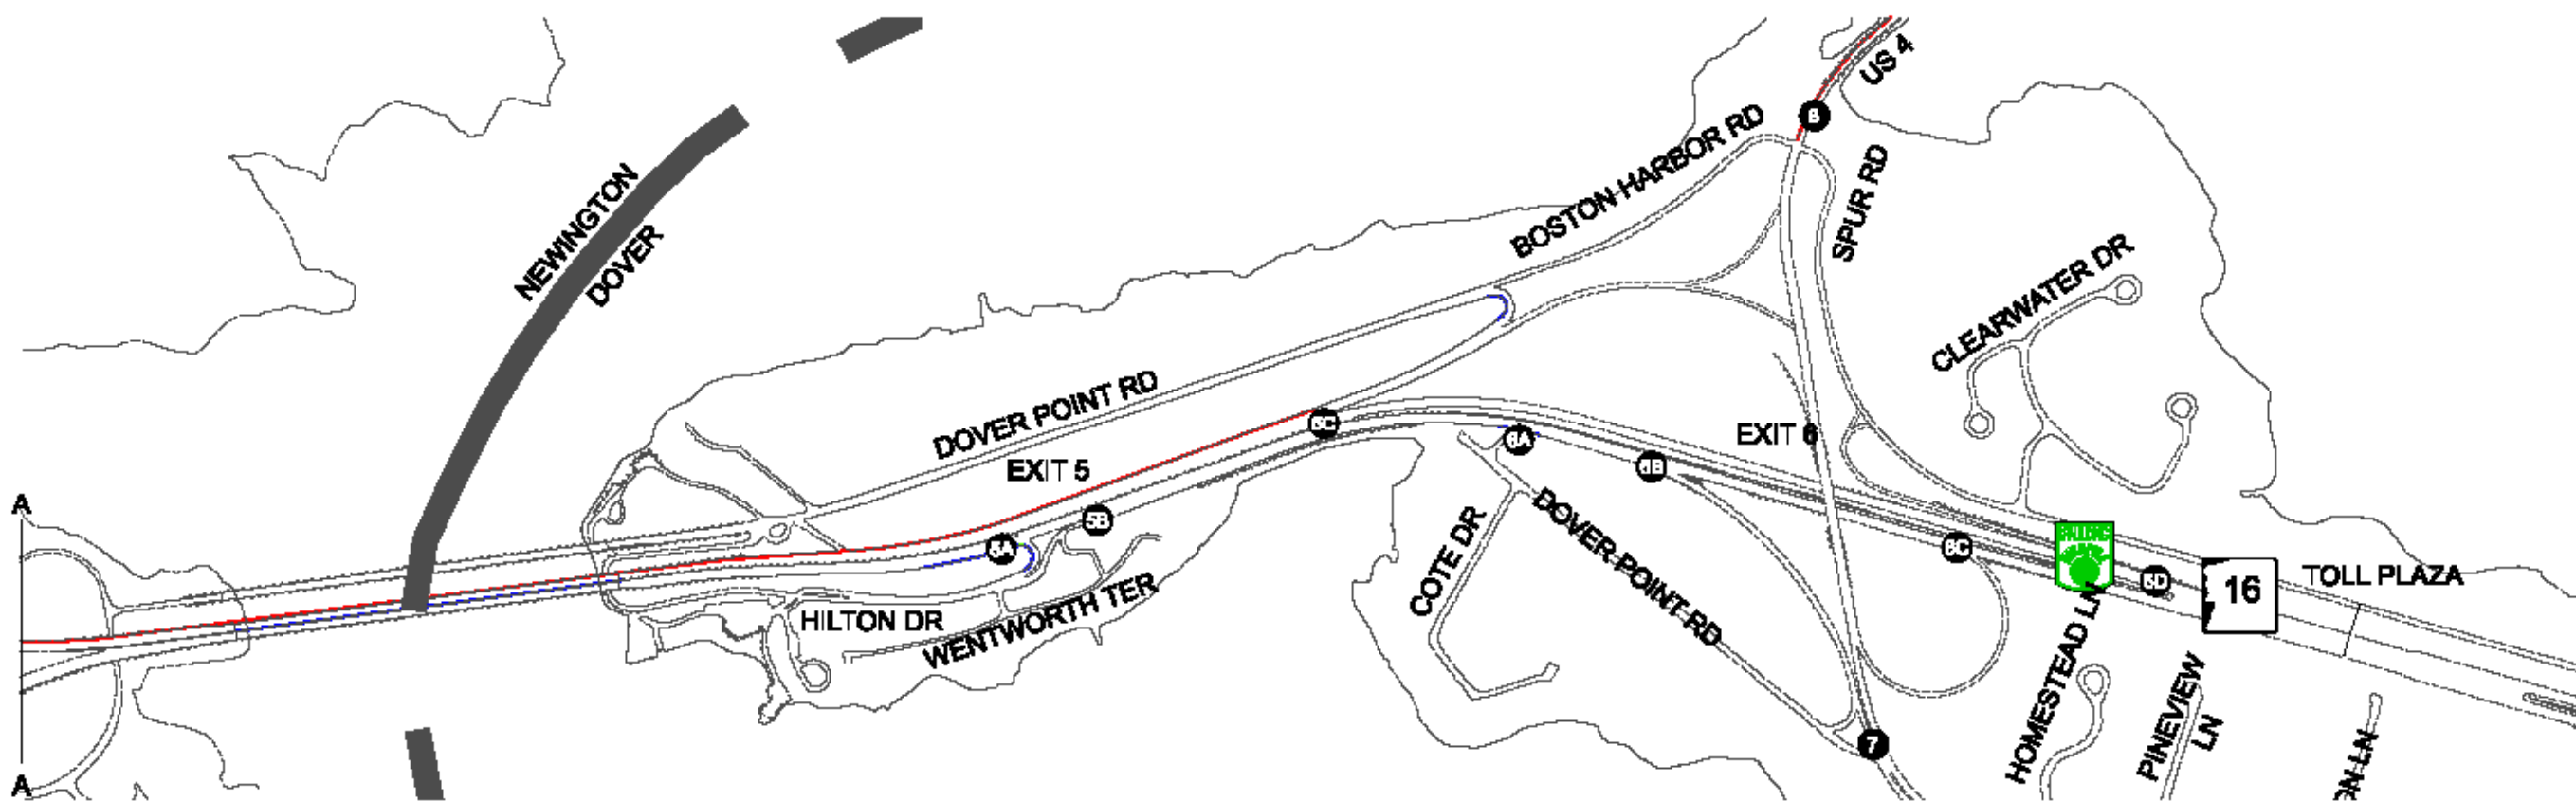 US 4
8
BOSTON HARBOR RD
SPUR RD
NEWINGTON
DOVER
CLEARWATER DR
DOVER POINT RD
EXIT 5
EXIT 6
6A
6B
A
5B
5A
COTE DR
DOVER POINT RD
6C
6D
16
TOLL PLAZA
HILTON DR
WENTWORTH TER
HOMESTEAD LN
PINEVIEW
LN
7
ON LN
A